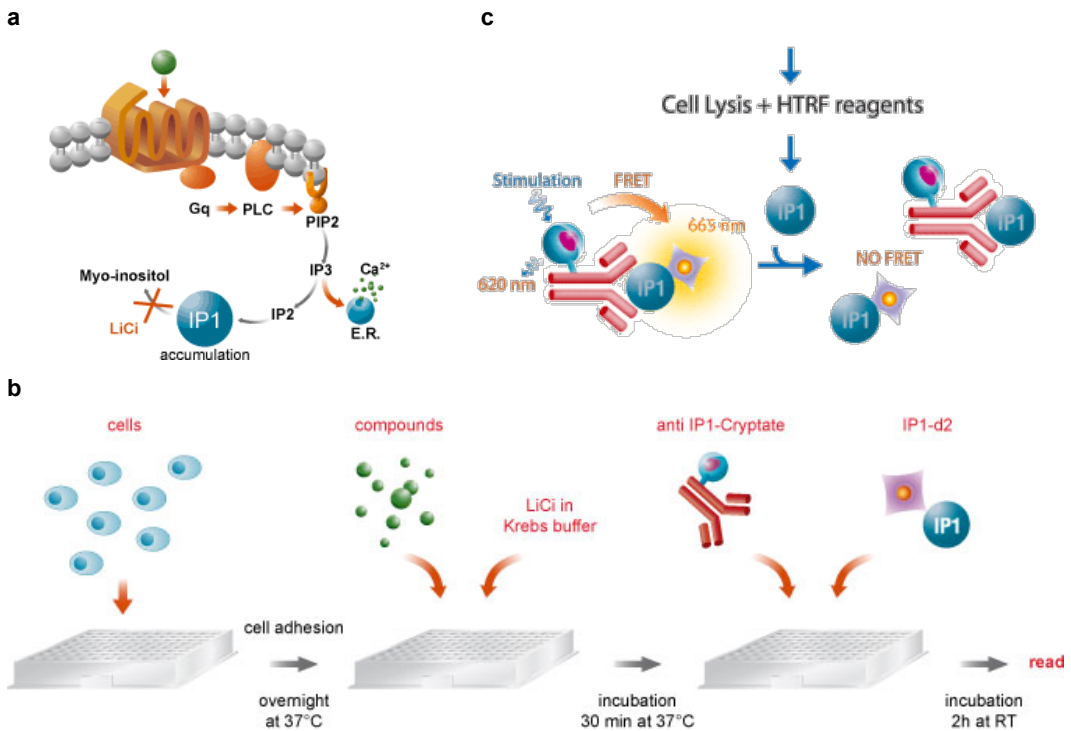 a
Gq
PLC
PIP2
IP3
Ca²⁺
Myo-inositol
LiCi
IP1
IP2
E.R.
accumulation
c
Cell Lysis + HTRF reagents
Stimulation
FRET
IP1
665 nm
620 nm
IP1
IP1
NO FRET
IP1
b
cells
compounds
anti IP1-Cryptate
IP1-d2
LiCi in
Krebs buffer
IP1
cell adhesion
overnight
at 37°C
incubation
30 min at 37°C
incubation
2h at RT
read